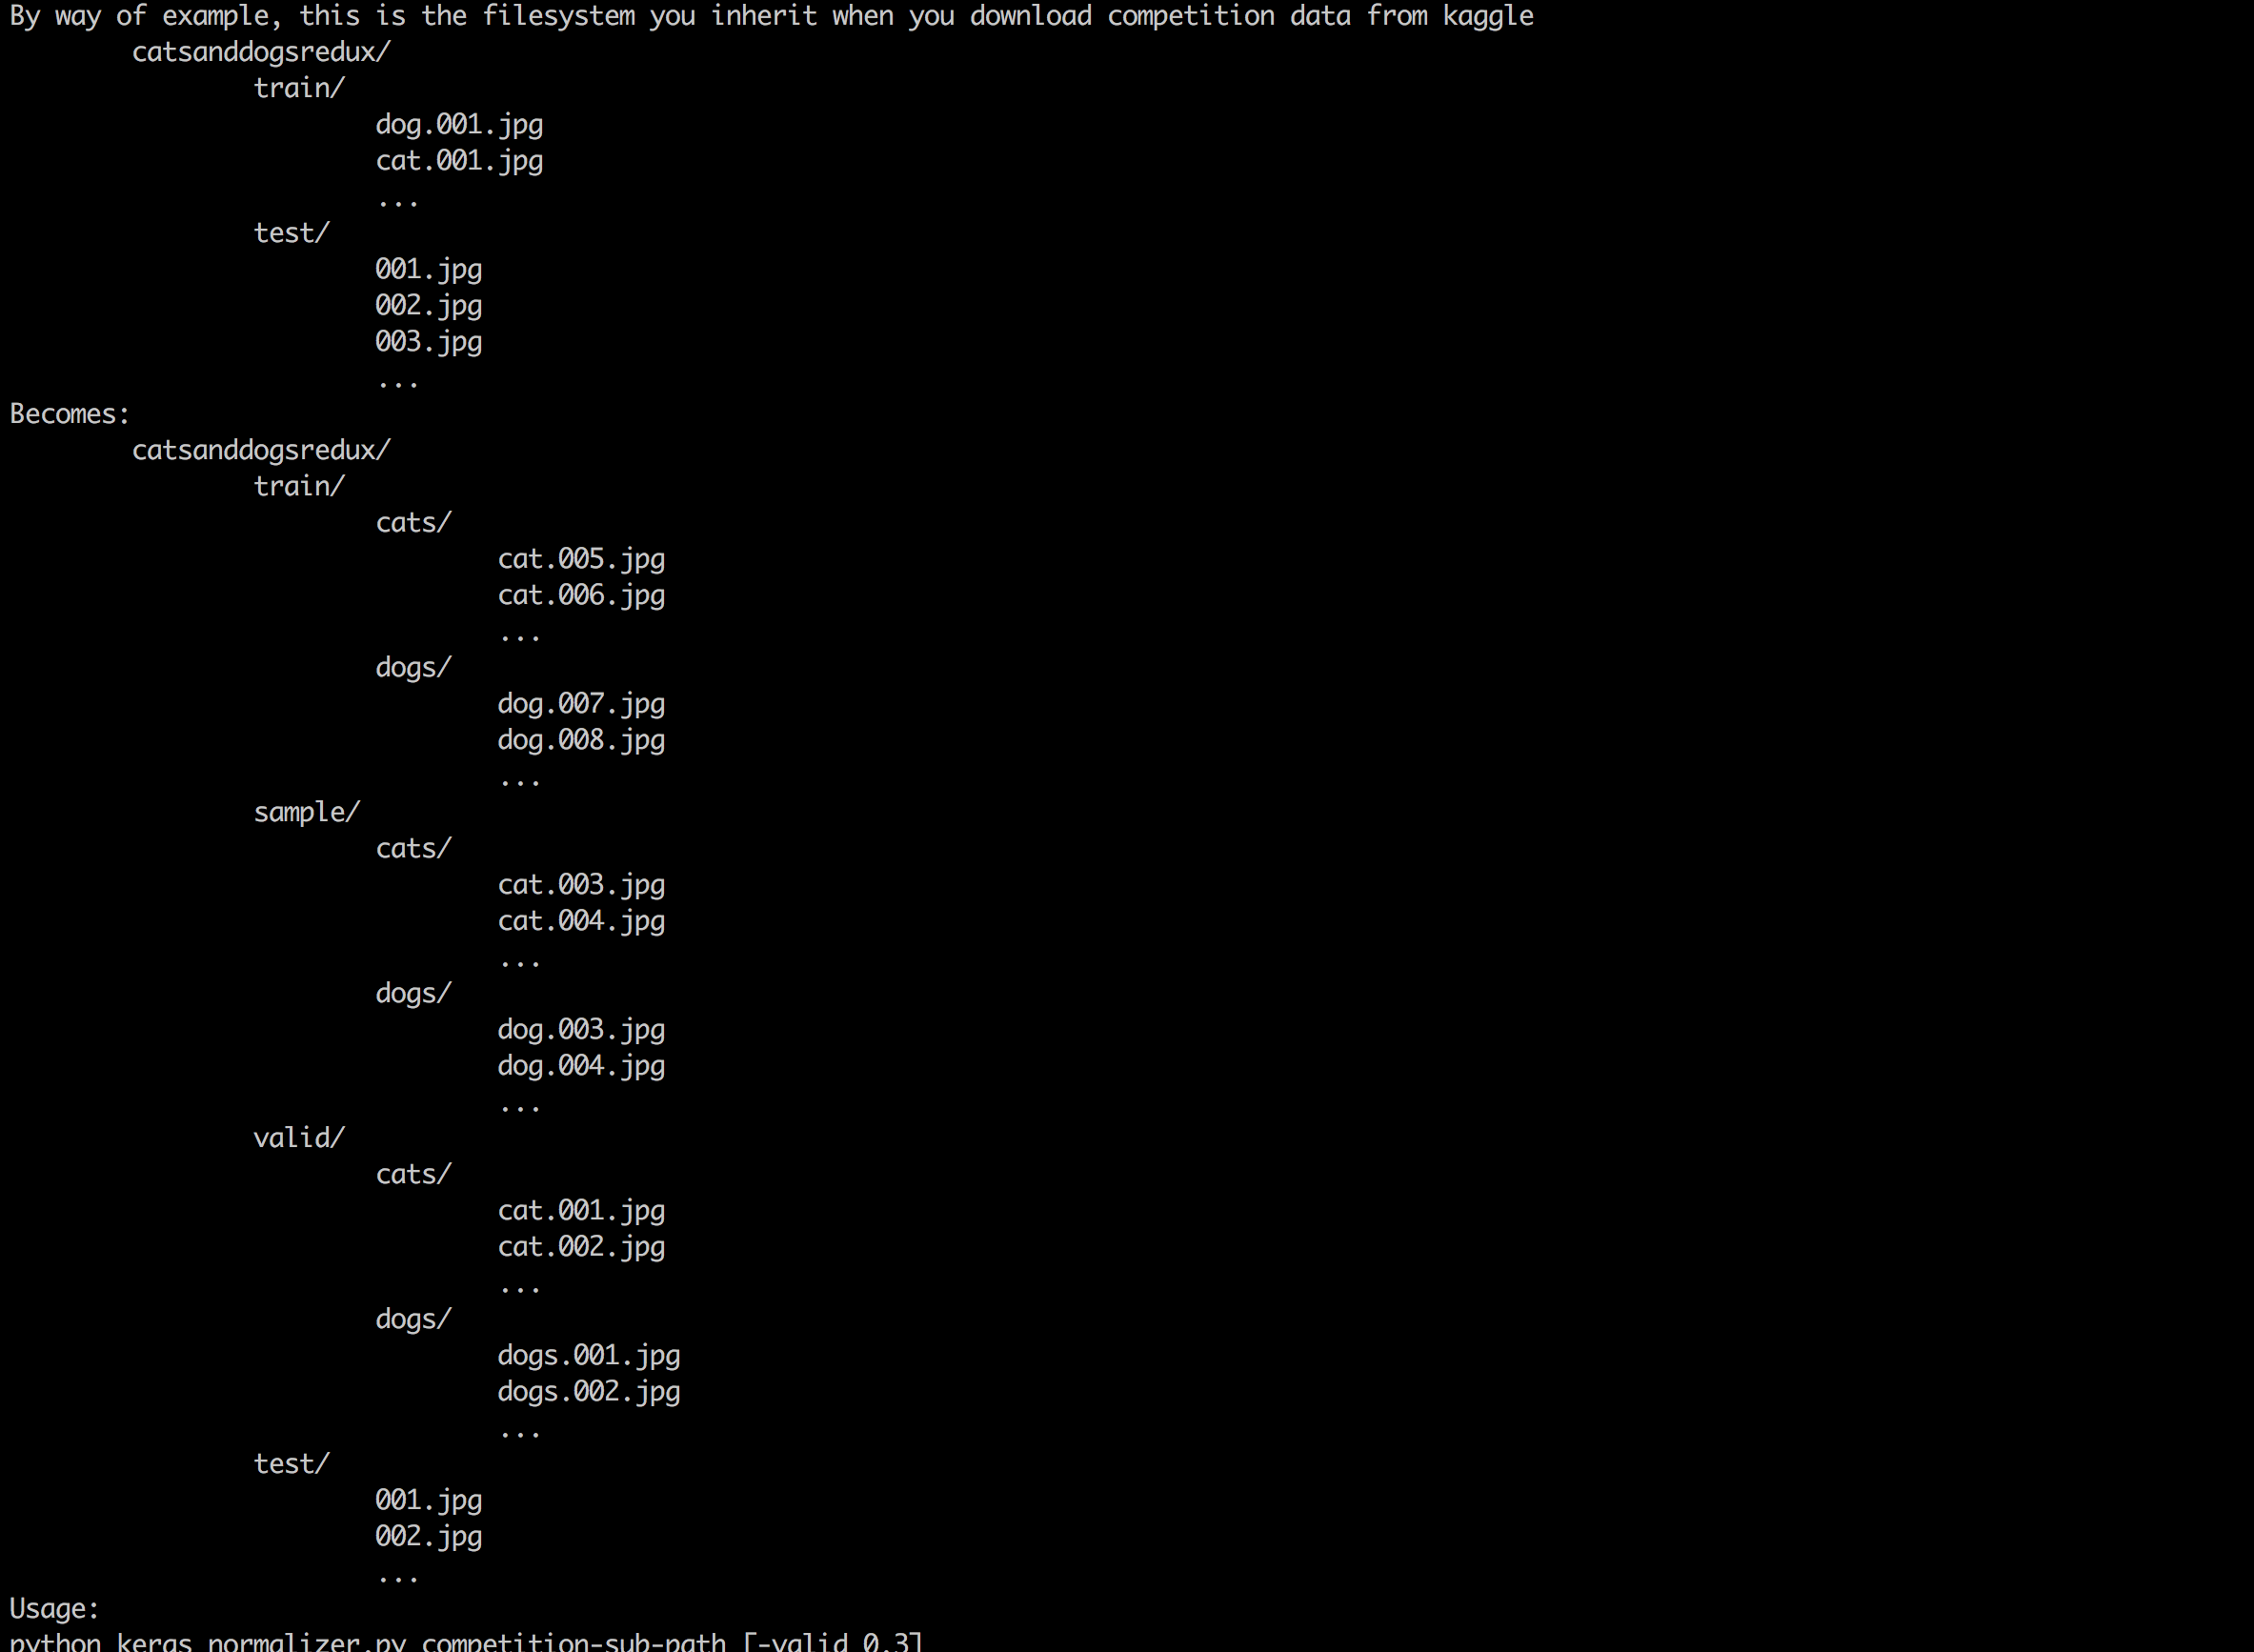 By way of example, this is the filesystem you inherit when you download competition data from kaggle
catsanddogsredux/
train/
dog.001.jpg
cat.001.jpg
...
test/
001.jpg
002.jpg
003.jpg
...
Becomes:
catsanddogsredux/
train/
cats/
cat.005.jpg
cat.006.jpg
...
dogs/
dog.007.jpg
dog.008.jpg
...
sample/
cats/
cat.003.jpg
cat.004.jpg
...
dogs/
dog.003.jpg
dog.004.jpg
...
valid/
cats/
cat.001.jpg
cat.002.jpg
...
dogs/
dogs.001.jpg
dogs.002.jpg
...
test/
001.jpg
002.jpg
...
Usage:
python keras_normalizer.py competition-sub-path [-valid 0.3]